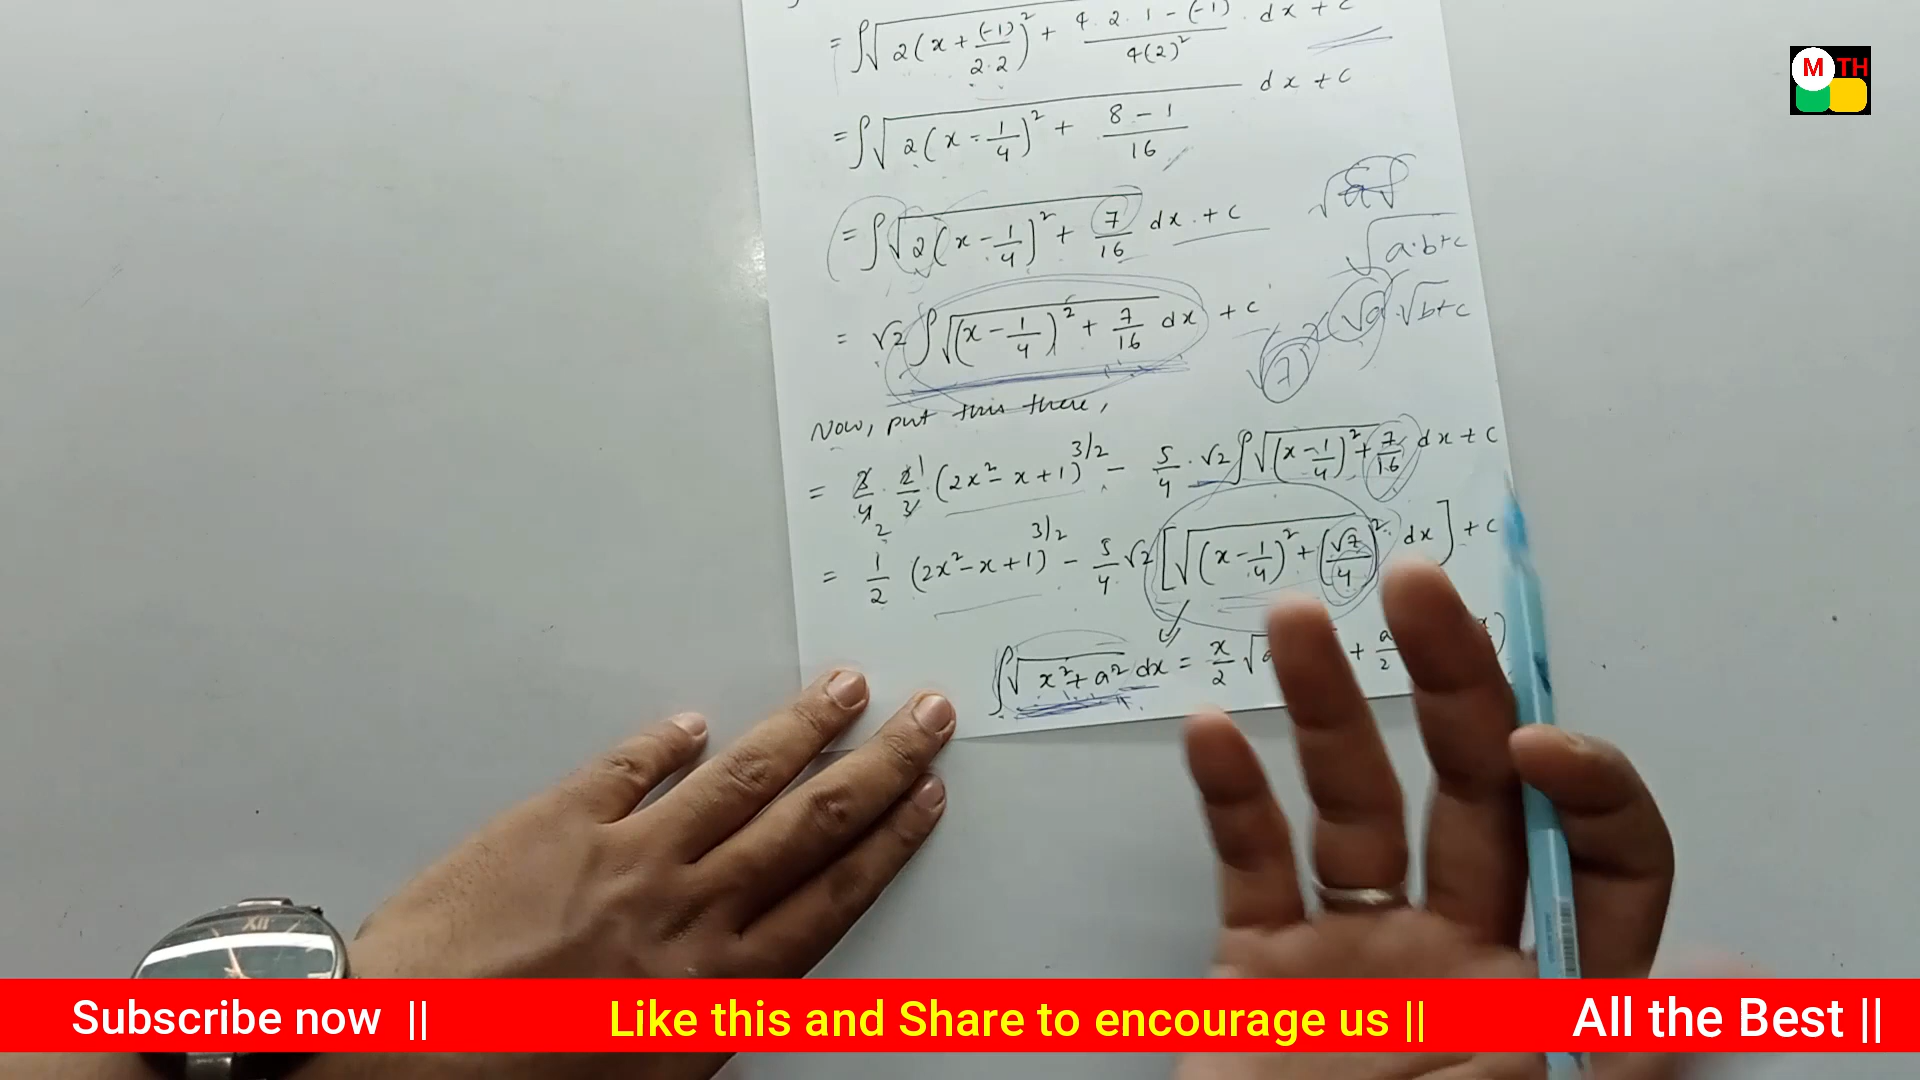 = ∫√ 2(x + (-1)/2·2)² + 4·2·1-(-1)/4(2)² · dx + c
= ∫√ 2(x - 1/4)² + 8-1/16 dx + c
= ∫√ 2(x - 1/4)² + 7/16 dx · + c
√a·b+c
= √2 ∫√(x - 1/4)² + 7/16 dx + c
√a · √b+c
√7
Now, put this there,
= 3/4 · 2/3 · (2x² - x + 1)^3/2 - 5/4 · √2 ∫√(x - 1/4)² + 7/16 dx + c
= 1/2 (2x² - x + 1)^3/2 - 5/4 √2 [√(x - 1/4)² + (√7/4)² dx] + c
∫√x² + a² dx = x/2 √ + a/2
M TH
Subscribe now || Like this and Share to encourage us || All the Best ||